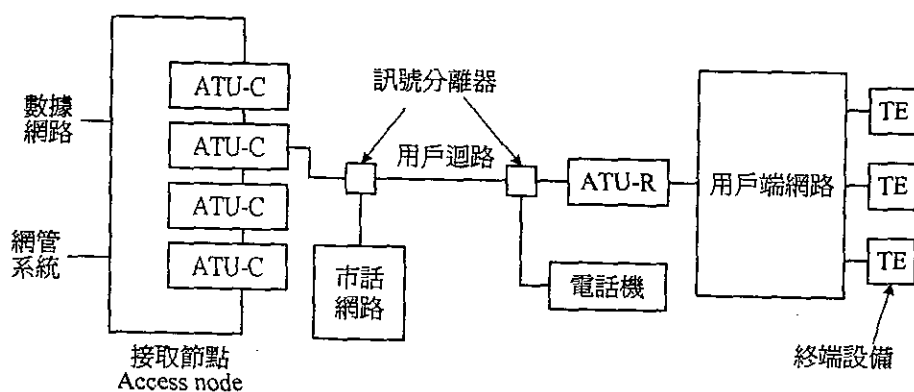 數據
網路
網管
系統
ATU-C
ATU-C
ATU-C
ATU-C
接取節點
Access node
訊號分離器
用戶迴路
市話
網路
ATU-R
電話機
用戶端網路
TE
TE
TE
終端設備